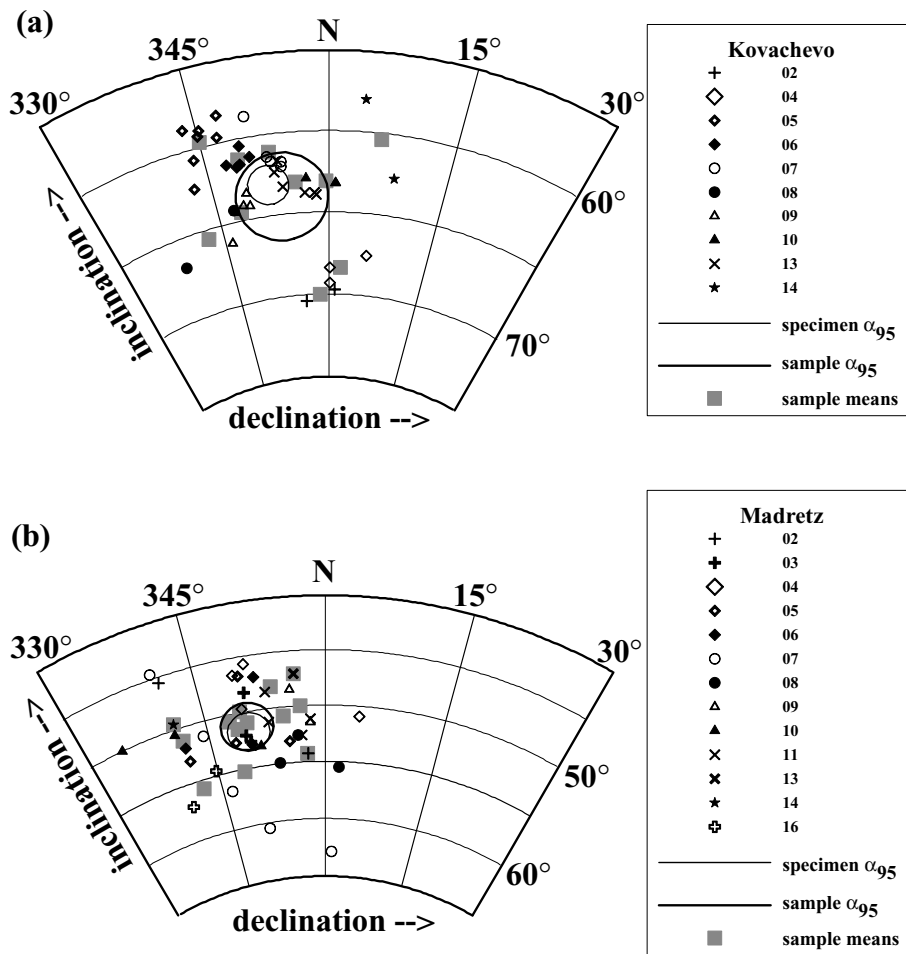 (a)
N
345°
15°
330°
30°
60°
70°
<-- inclination -->
declination -->
Kovachevo
02
04
05
06
07
08
09
10
13
14
specimen α95
sample α95
sample means
(b)
N
345°
15°
330°
30°
50°
60°
<-- inclination -->
declination -->
Madretz
02
03
04
05
06
07
08
09
10
11
13
14
16
specimen α95
sample α95
sample means